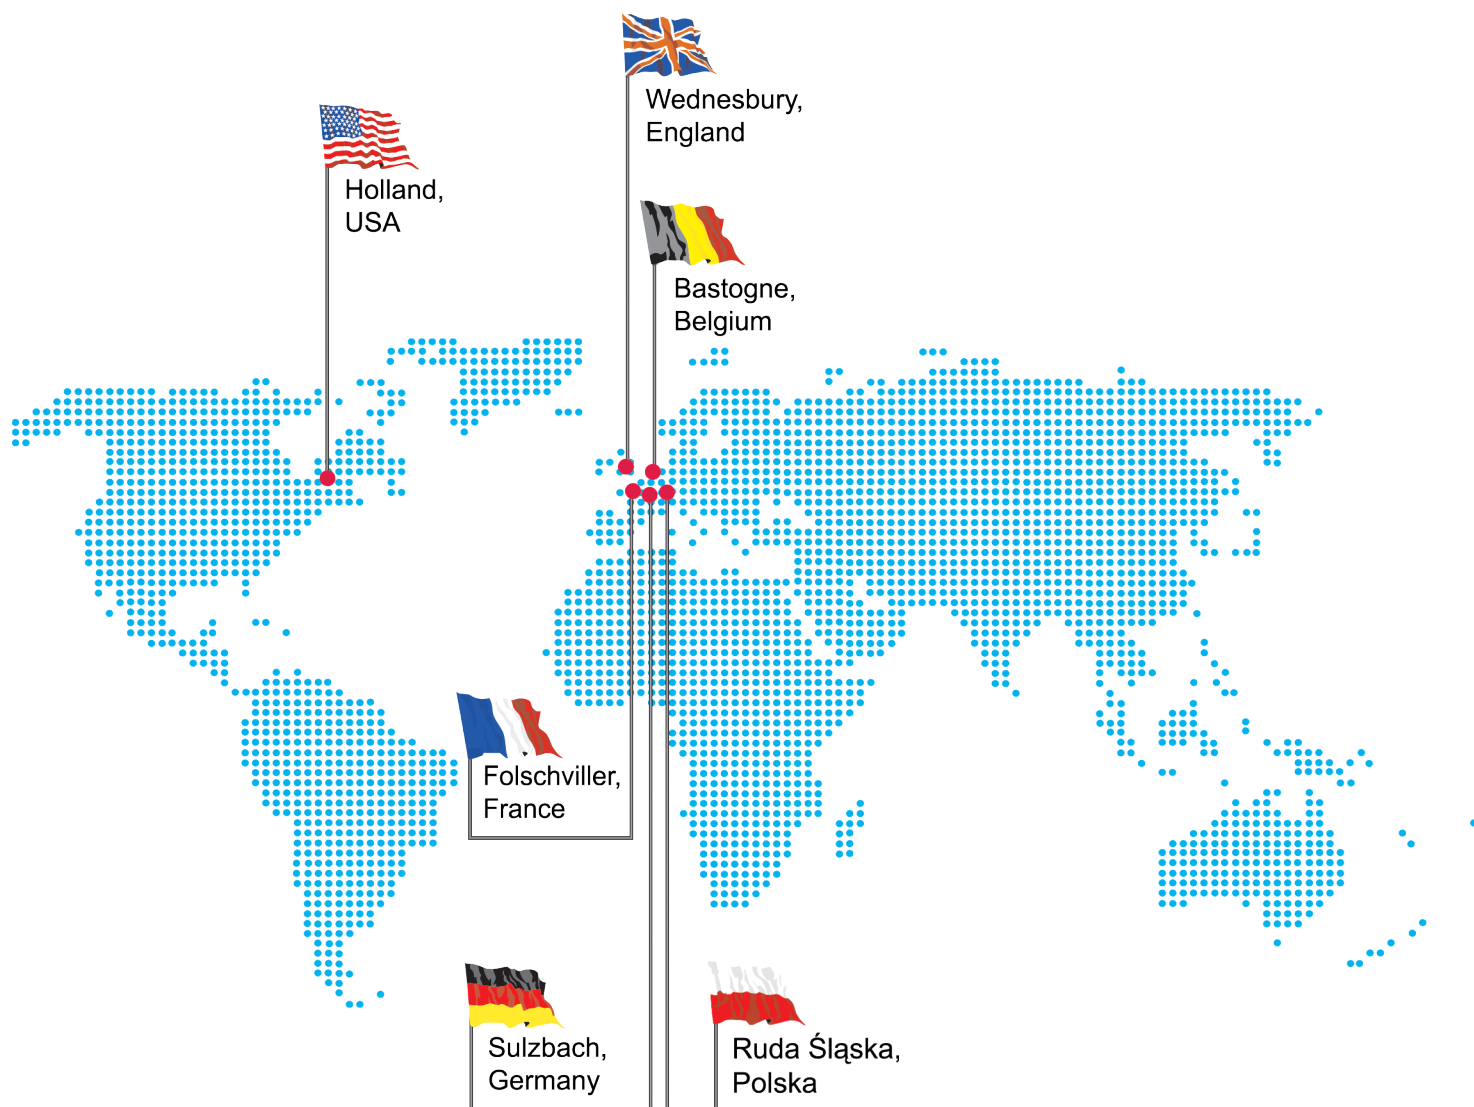 Wednesbury,
England
Holland,
USA
Bastogne,
Belgium
Folschviller,
France
Sulzbach,
Germany
Ruda Śląska,
Polska